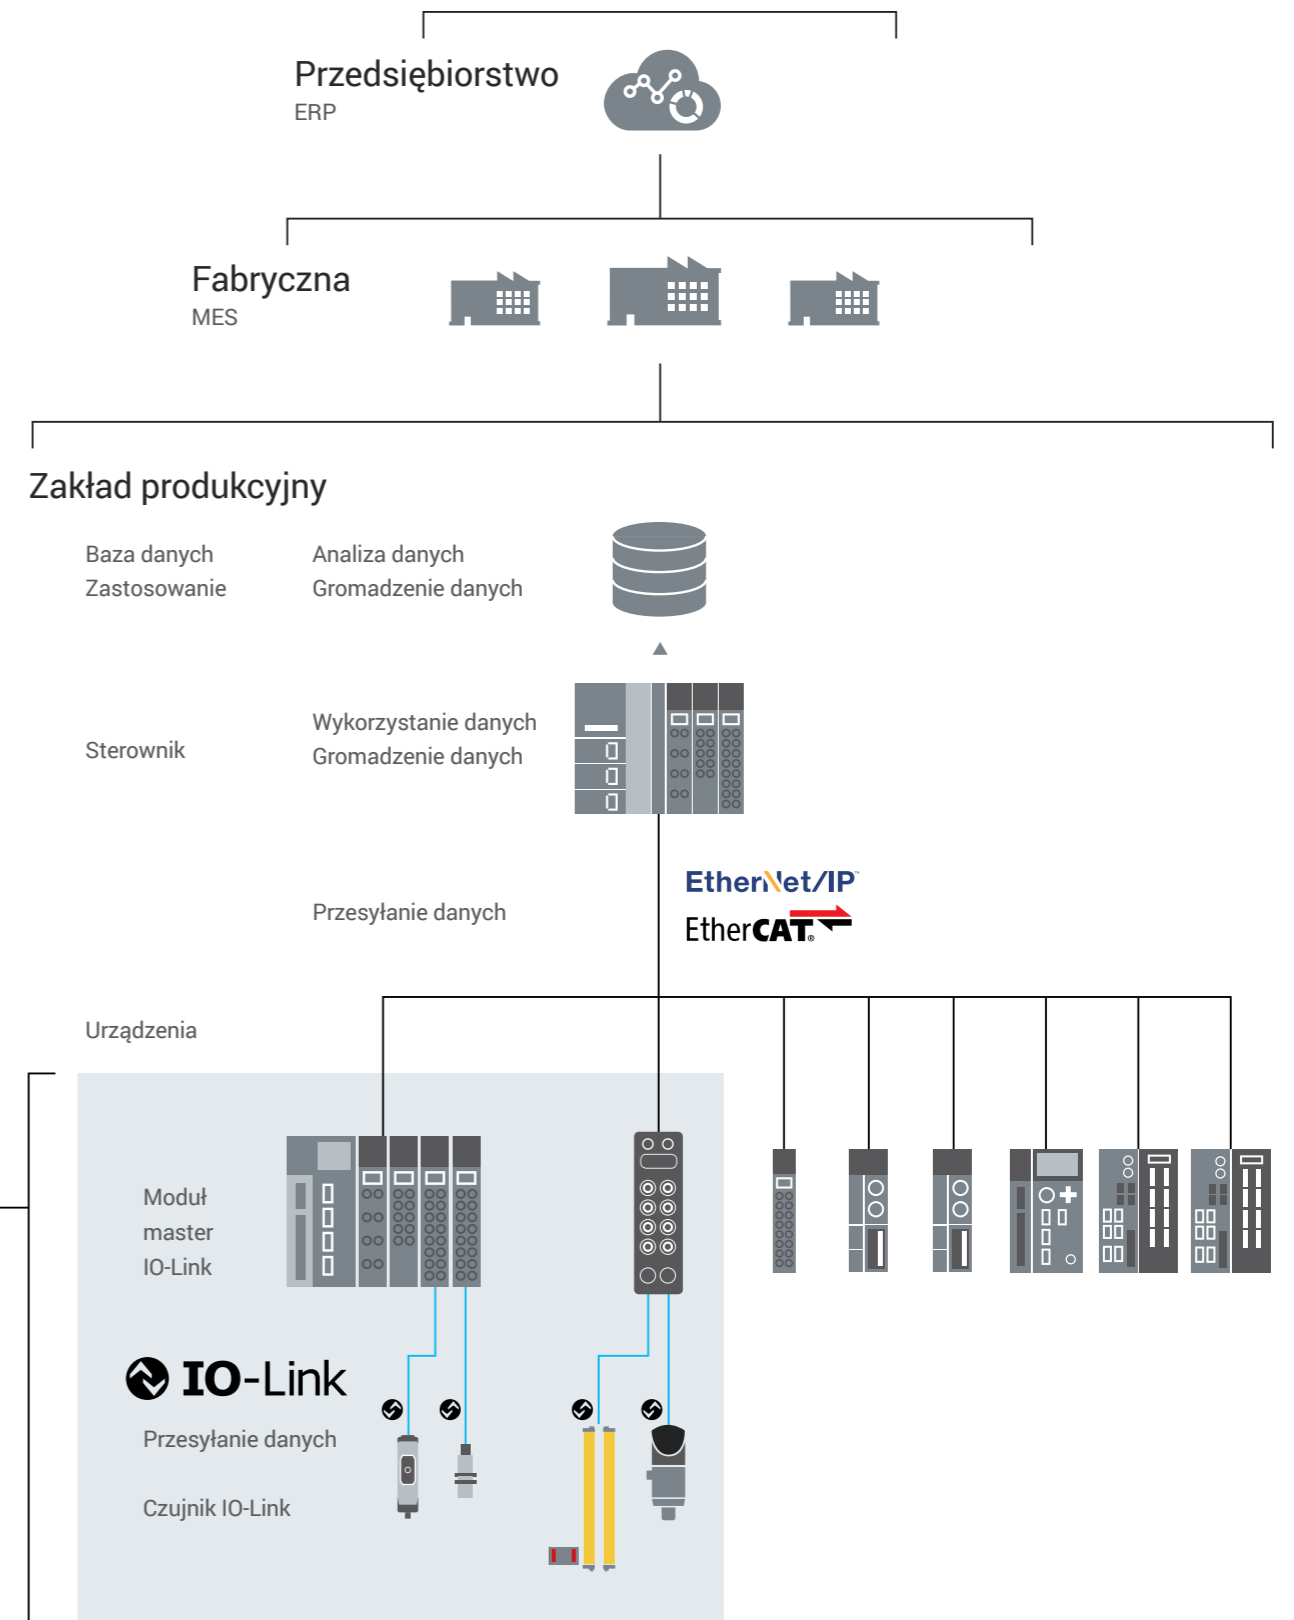 Przedsiębiorstwo
ERP
Fabryczna
MES
Zakład produkcyjny
Baza danych
Zastosowanie
Analiza danych
Gromadzenie danych
Sterownik
Wykorzystanie danych
Gromadzenie danych
EtherNet/IP™
EtherCAT®
Przesyłanie danych
Urządzenia
Moduł
master
IO-Link
IO-Link
Przesyłanie danych
Czujnik IO-Link